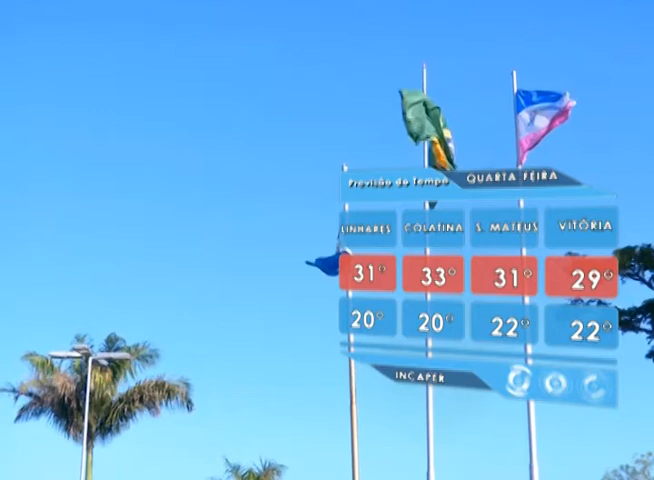 Previsão do Tempo
QUARTA FEIRA
LINHARES COLATINA S. MATEUS VITÓRIA
31° 33° 31° 29°
20° 20° 22° 22°
INCAPER